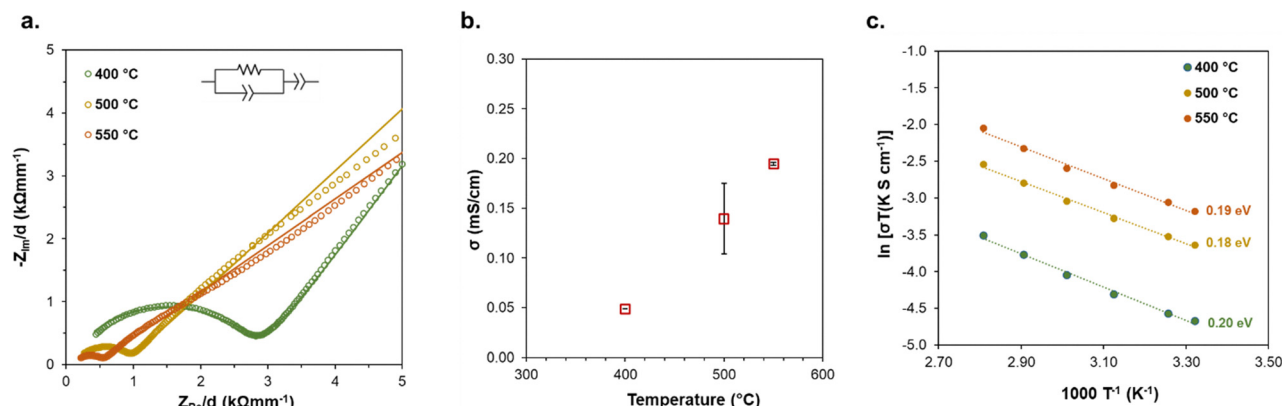 a.
5
4
3
2
1
0
-Z_Im/d (kΩmm⁻¹)
400 °C
500 °C
550 °C
0 1 2 3 4 5
b.
0.30
0.25
0.20
0.15
0.10
0.05
0.00
σ (mS/cm)
300 400 500 600
Temperature (°C)
c.
-1.0
-1.5
-2.0
-2.5
-3.0
-3.5
-4.0
-4.5
-5.0
ln [σT(K S cm⁻¹)]
400 °C
500 °C
550 °C
0.19 eV
0.18 eV
0.20 eV
2.70 2.90 3.10 3.30 3.50
1000 T⁻¹ (K⁻¹)